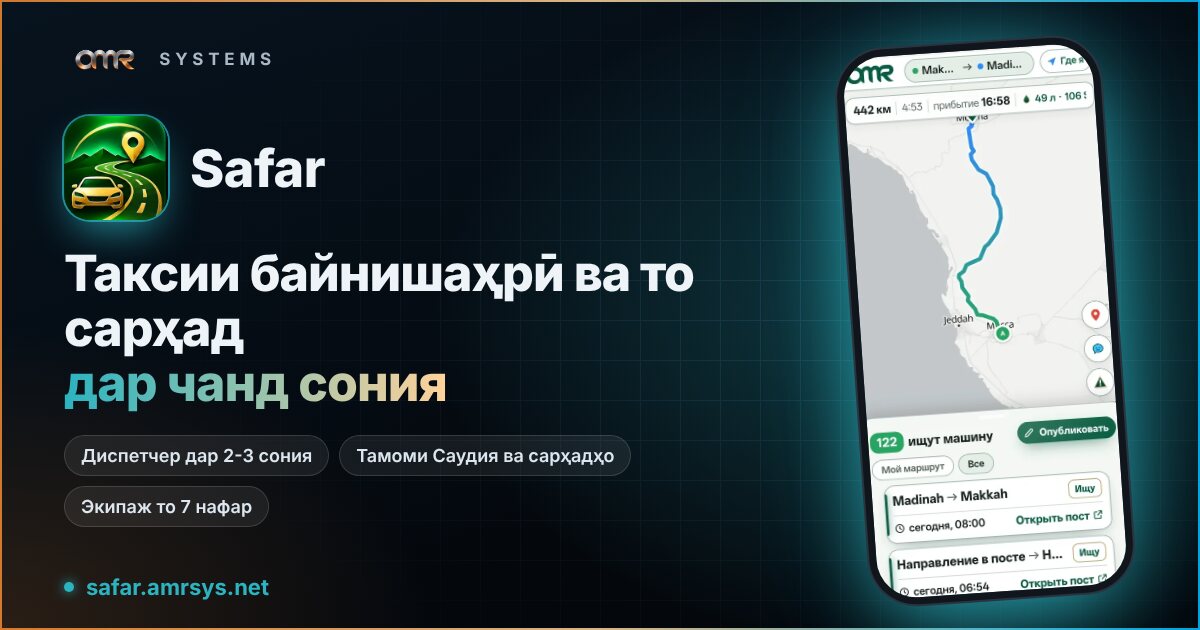 AMR SYSTEMS
Safar
Таксии байнишаҳрӣ ва то
сарҳад
дар чанд сония
Диспетчер дар 2-3 сония
Тамоми Саудия ва сарҳадҳо
Экипаж то 7 нафар
safar.amrsys.net
AMR
Mak... → Madi...
Где я
442 км
4:53
прибытие 16:58
49 л · 106
Jeddah
122 ищут машину
Опубликовать
Мой маршрут
Все
Madinah → Makkah
Ищу
сегодня, 08:00
Открыть пост
Направление в посте → Н...
Ищу
сегодня, 06:54
Открыть пост